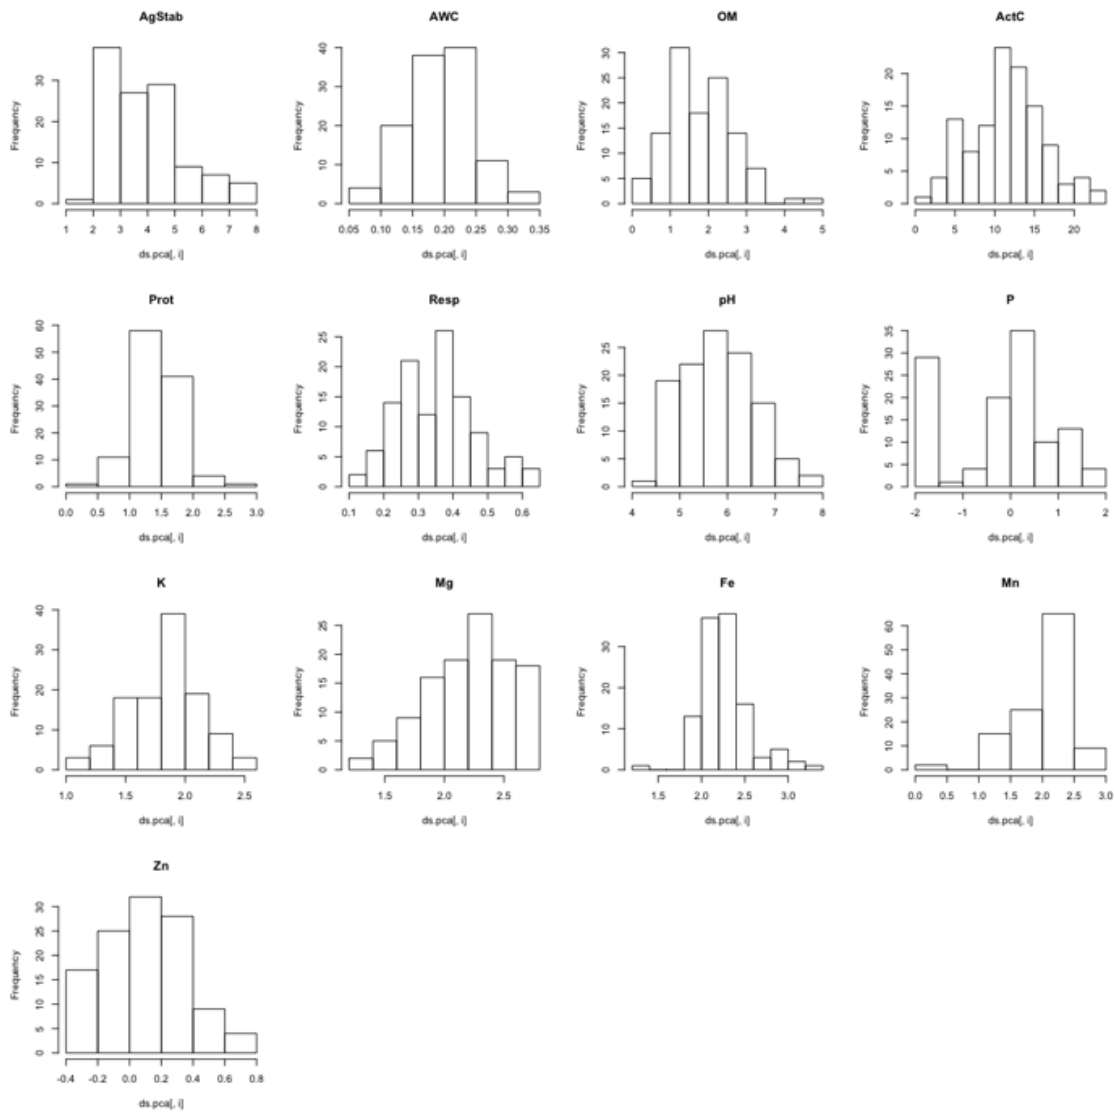 AgStab
AWC
OM
ActC
Frequency
0 10 20 30
1 2 3 4 5 6 7 8
ds.pca[, i]
Frequency
0 10 20 30 40
0.05 0.10 0.15 0.20 0.25 0.30 0.35
ds.pca[, i]
Frequency
0 5 10 15 20 25 30
0 1 2 3 4 5
ds.pca[, i]
Frequency
0 5 10 15 20
0 5 10 15 20
ds.pca[, i]
Prot
Resp
pH
P
Frequency
0 10 20 30 40 50 60
0.0 0.5 1.0 1.5 2.0 2.5 3.0
ds.pca[, i]
Frequency
0 5 10 15 20 25
0.1 0.2 0.3 0.4 0.5 0.6
ds.pca[, i]
Frequency
0 5 10 15 20 25
4 5 6 7 8
ds.pca[, i]
Frequency
0 5 10 15 20 25 30 35
-2 -1 0 1 2
ds.pca[, i]
K
Mg
Fe
Mn
Frequency
0 10 20 30 40
1.0 1.5 2.0 2.5
ds.pca[, i]
Frequency
0 5 10 15 20 25
1.5 2.0 2.5
ds.pca[, i]
Frequency
0 10 20 30
1.5 2.0 2.5 3.0
ds.pca[, i]
Frequency
0 10 20 30 40 50 60
0.0 0.5 1.0 1.5 2.0 2.5 3.0
ds.pca[, i]
Zn
Frequency
0 5 10 15 20 25 30
-0.4 -0.2 0.0 0.2 0.4 0.6 0.8
ds.pca[, i]